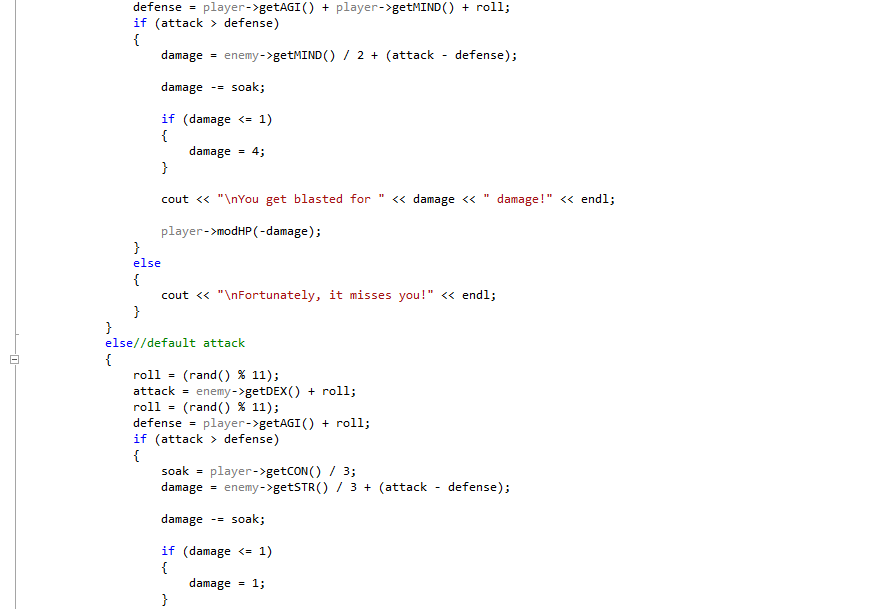 defense = player->getAGI() + player->getMIND() + roll;
if (attack > defense)
{
damage = enemy->getMIND() / 2 + (attack - defense);
damage -= soak;
if (damage <= 1)
{
damage = 4;
}
cout << "\nYou get blasted for " << damage << " damage!" << endl;
player->modHP(-damage);
}
else
{
cout << "\nFortunately, it misses you!" << endl;
}
}
else//default attack
{
roll = (rand() % 11);
attack = enemy->getDEX() + roll;
roll = (rand() % 11);
defense = player->getAGI() + roll;
if (attack > defense)
{
soak = player->getCON() / 3;
damage = enemy->getSTR() / 3 + (attack - defense);
damage -= soak;
if (damage <= 1)
{
damage = 1;
}